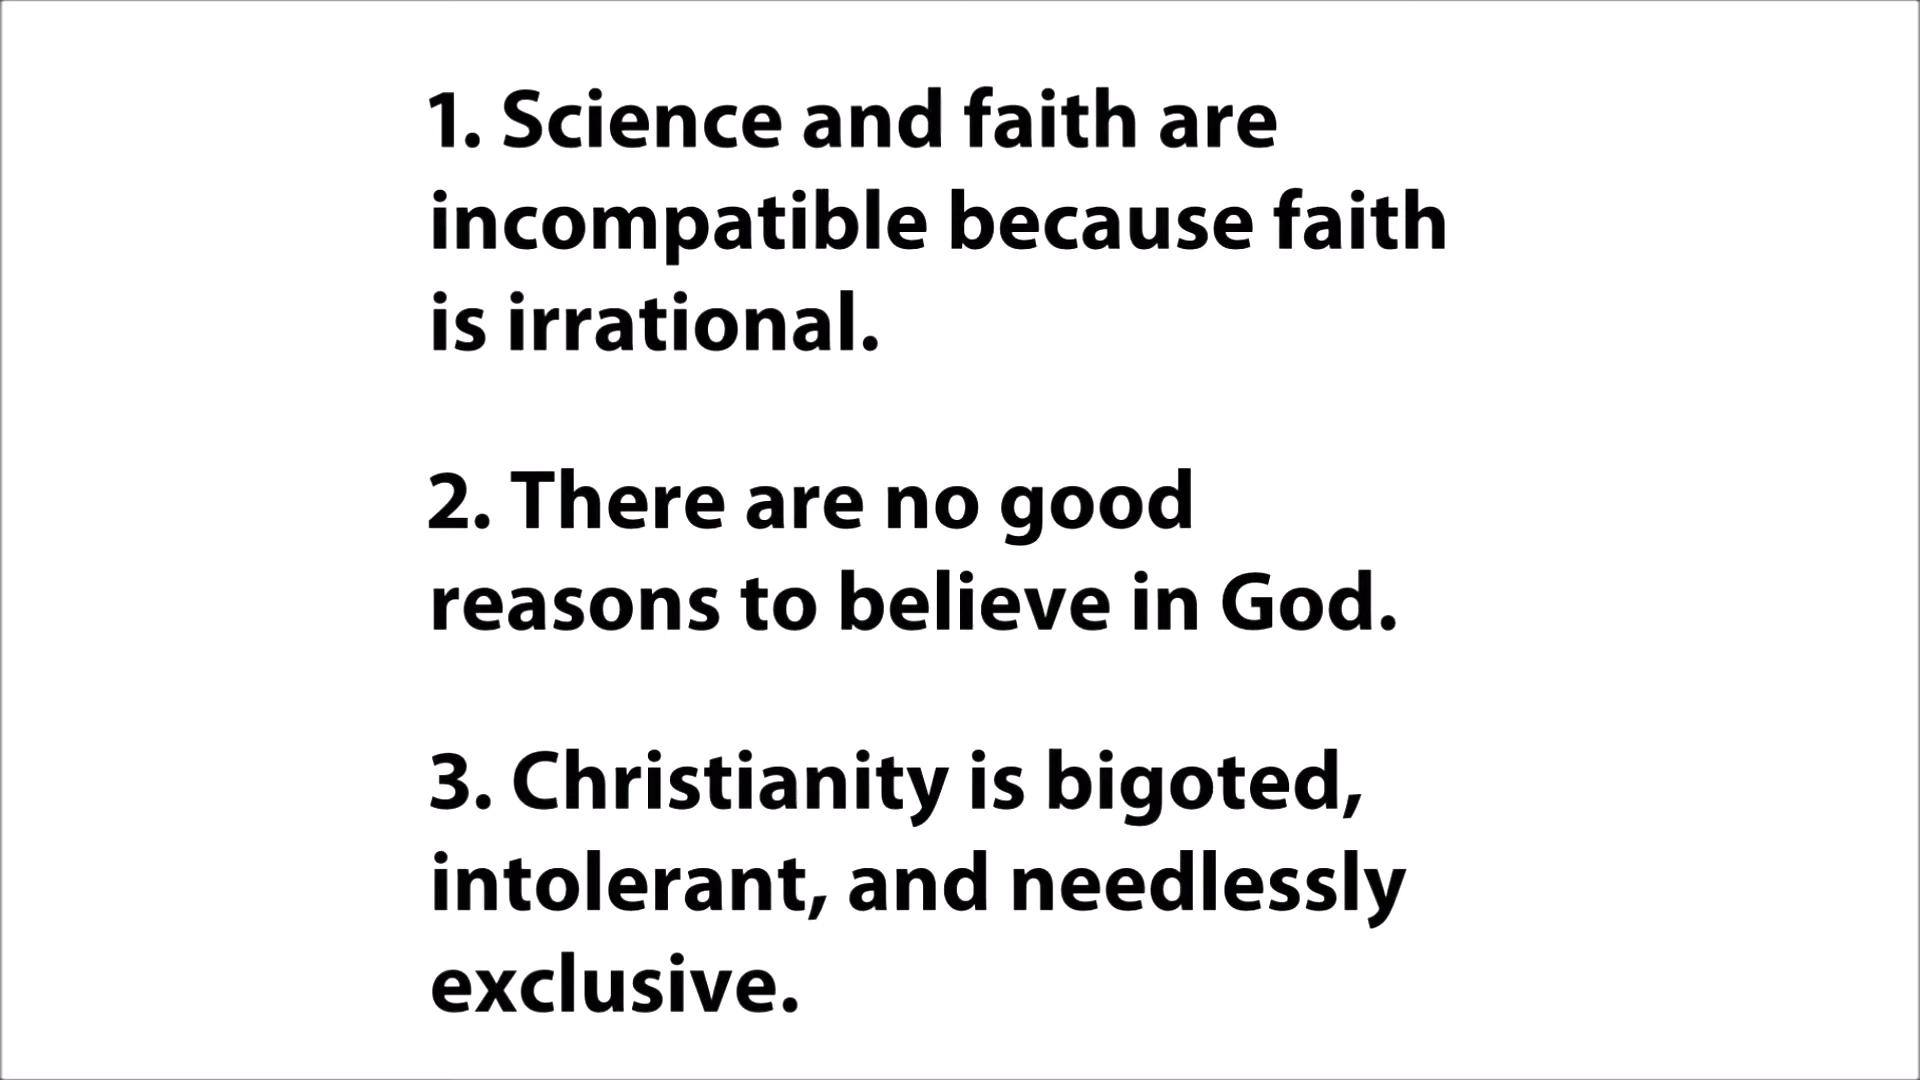 1. Science and faith are
incompatible because faith
is irrational.
2. There are no good
reasons to believe in God.
3. Christianity is bigoted,
intolerant, and needlessly
exclusive.